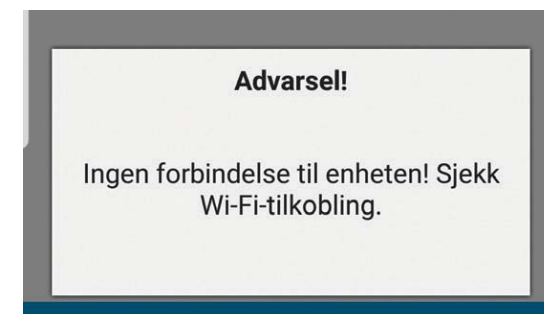 Advarsel!
Ingen forbindelse til enheten! Sjekk
Wi-Fi-tilkobling.